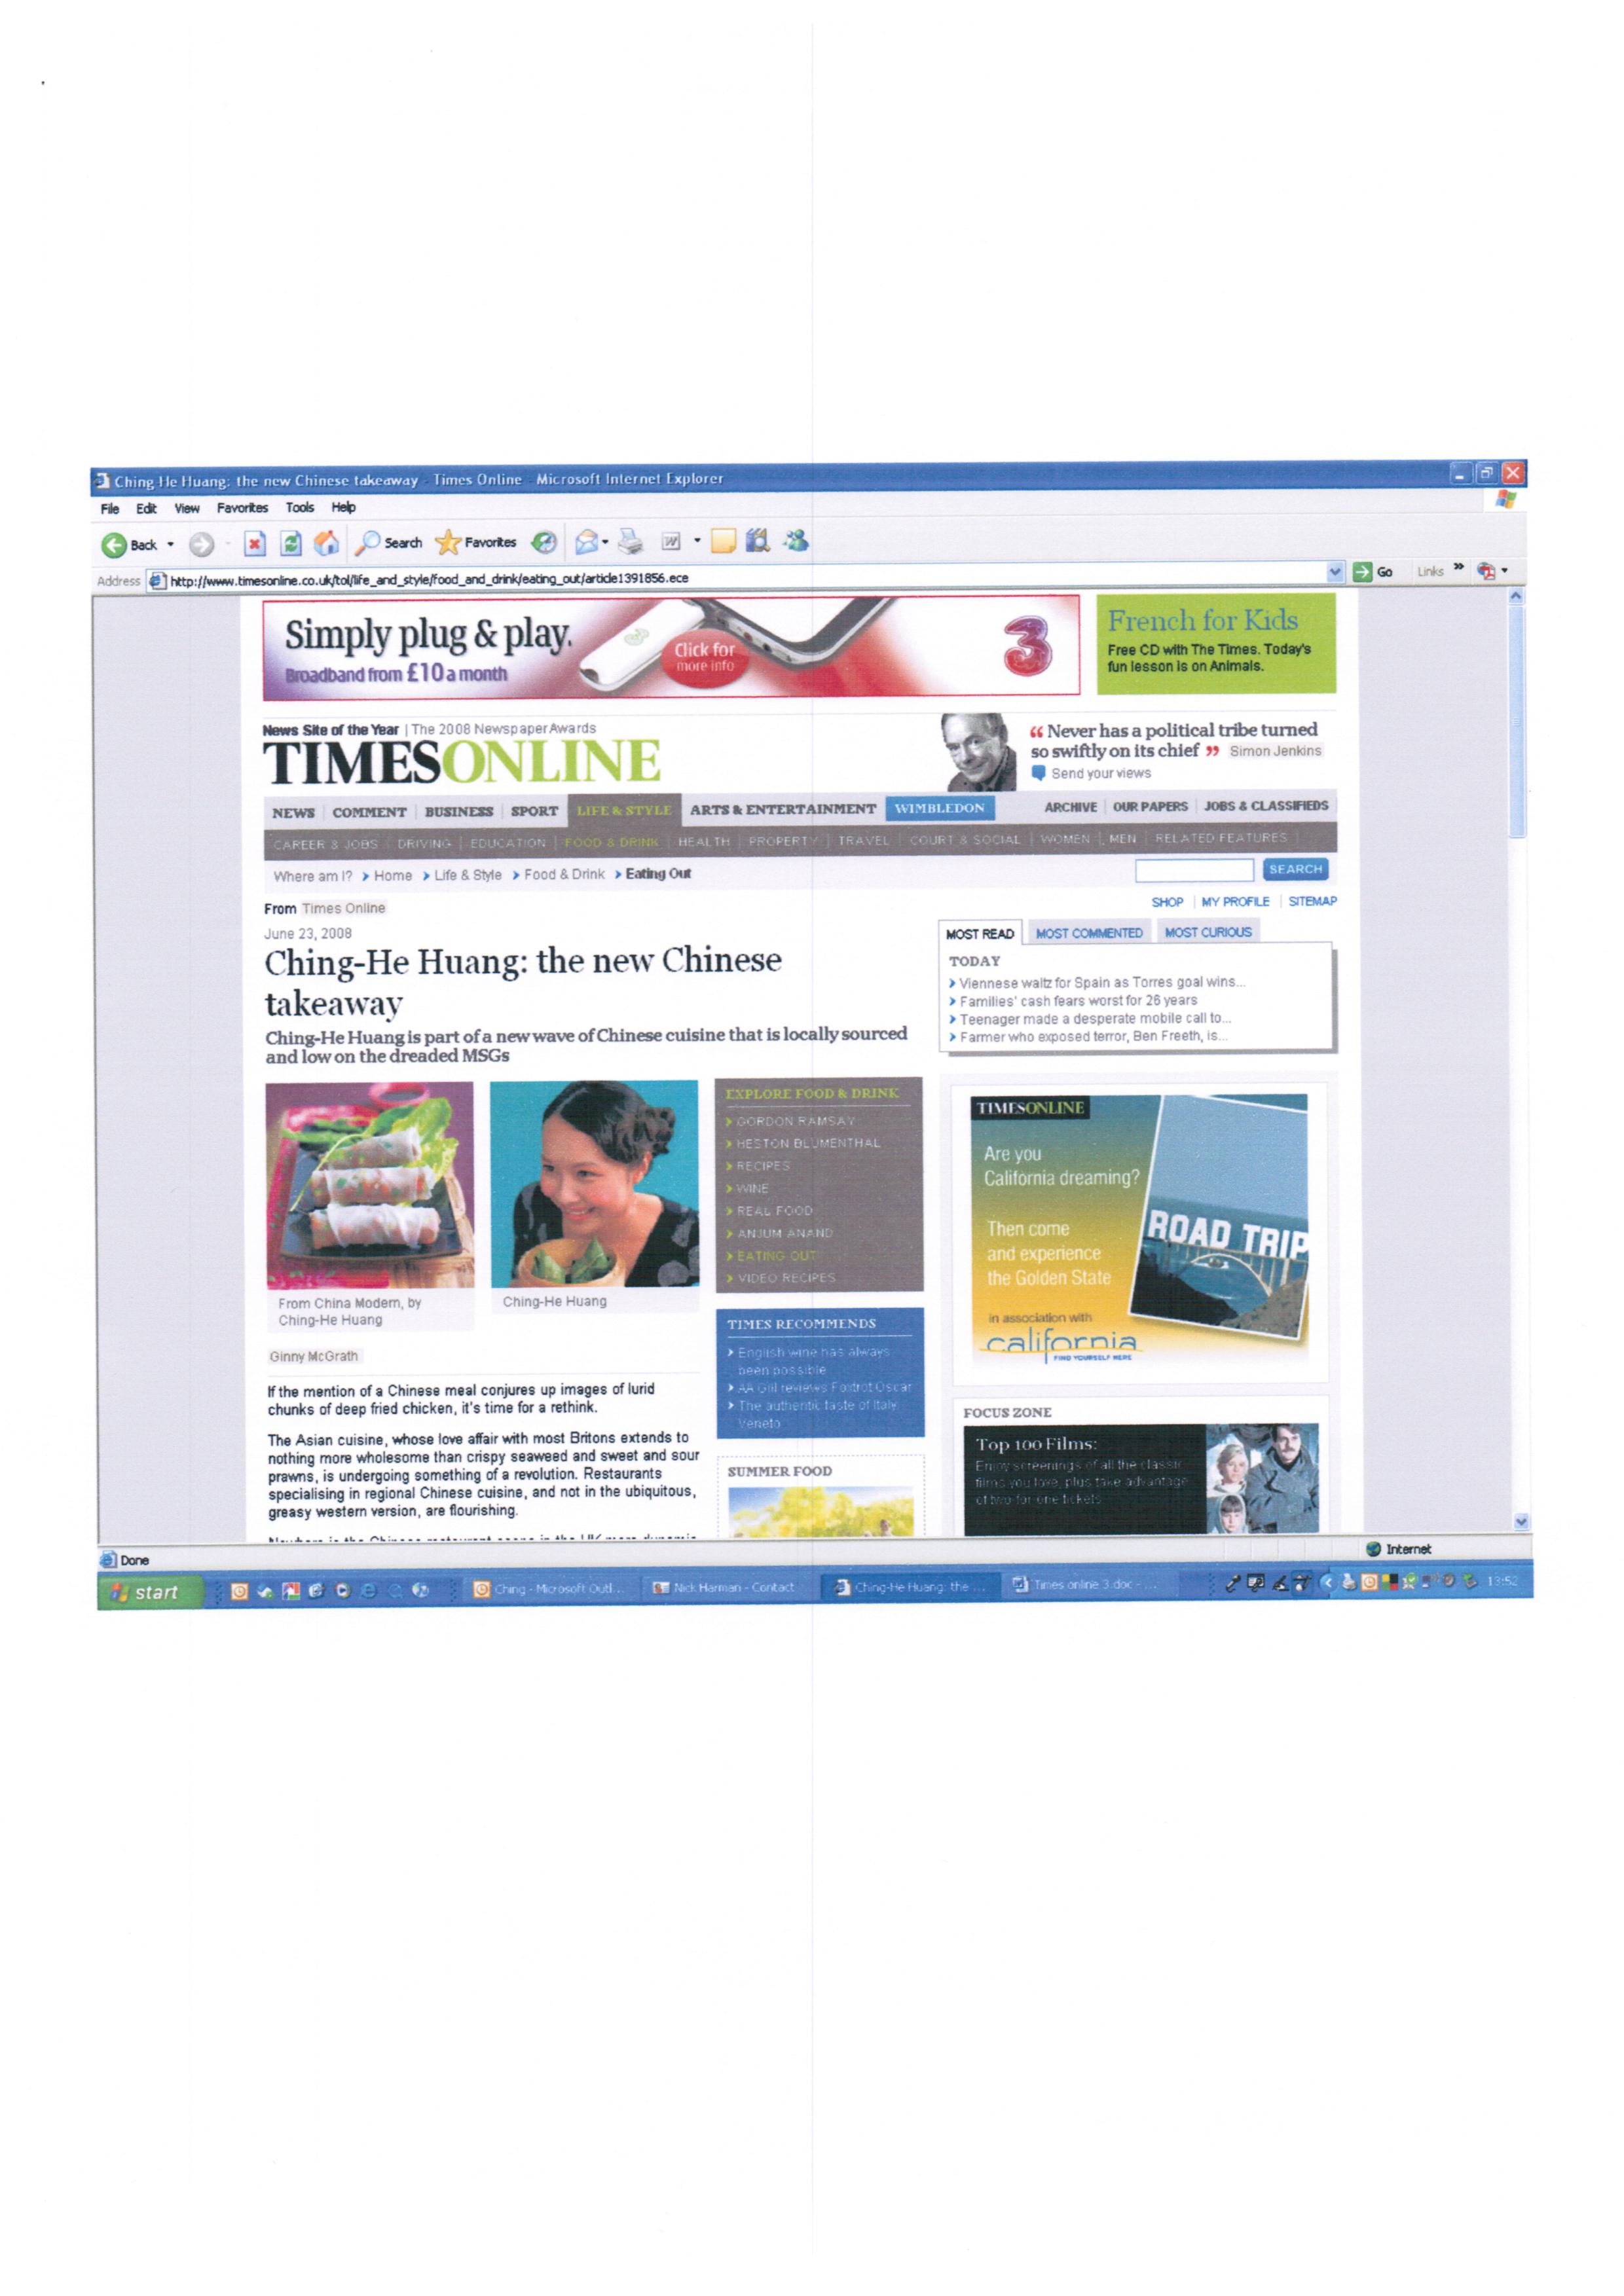 Ching-He Huang: the new Chinese takeaway - Times Online - Microsoft Internet Explorer
File Edit View Favorites Tools Help
Back Search Favorites
Address http://www.timesonline.co.uk/tol/life_and_style/food_and_drink/eating_out/article1391856.ece Go Links »
Simply plug & play.
Broadband from £10 a month
Click for
more info
3
French for Kids
Free CD with The Times. Today's
fun lesson is on Animals.
News Site of the Year | The 2008 Newspaper Awards
TIMESONLINE
“ Never has a political tribe turned
so swiftly on its chief ” Simon Jenkins
Send your views
NEWS COMMENT BUSINESS SPORT LIFE & STYLE ARTS & ENTERTAINMENT WIMBLEDON ARCHIVE OUR PAPERS JOBS & CLASSIFIEDS
CAREER & JOBS DRIVING EDUCATION FOOD & DRINK HEALTH PROPERTY TRAVEL COURT & SOCIAL WOMEN MEN RELATED FEATURES
Where am I? Home Life & Style Food & Drink Eating Out SEARCH
SHOP MY PROFILE SITEMAP
From Times Online
June 23, 2008
Ching-He Huang: the new Chinese
takeaway
Ching-He Huang is part of a new wave of Chinese cuisine that is locally sourced
and low on the dreaded MSGs
MOST READ MOST COMMENTED MOST CURIOUS
TODAY
Viennese waltz for Spain as Torres goal wins...
Families' cash fears worst for 26 years
Teenager made a desperate mobile call to...
Farmer who exposed terror, Ben Freeth, is...
From China Modern, by
Ching-He Huang
Ching-He Huang
EXPLORE FOOD & DRINK
GORDON RAMSAY
HESTON BLUMENTHAL
RECIPES
WINE
REAL FOOD
ANJUM ANAND
EATING OUT
VIDEO RECIPES
TIMES RECOMMENDS
English wine has always
been possible
AA Gill reviews Foxtrot Oscar
The authentic taste of Italy:
Veneto
SUMMER FOOD
TIMESONLINE
Are you
California dreaming?
Then come
and experience
the Golden State
in association with
california
FIND YOURSELF HERE
ROAD TRIP
FOCUS ZONE
Top 100 Films:
Enjoy screenings of all the classic
films you love, plus take advantage
of two-for-one tickets
Ginny McGrath
If the mention of a Chinese meal conjures up images of lurid
chunks of deep fried chicken, it's time for a rethink.
The Asian cuisine, whose love affair with most Britons extends to
nothing more wholesome than crispy seaweed and sweet and sour
prawns, is undergoing something of a revolution. Restaurants
specialising in regional Chinese cuisine, and not in the ubiquitous,
greasy western version, are flourishing.
Nowhere is the Chinese restaurant scene in the UK more dynamic
Done Internet
start Ching - Microsoft Outl... Nick Harman - Contact Ching-He Huang: the ... Times online 3.doc - ... 13:52